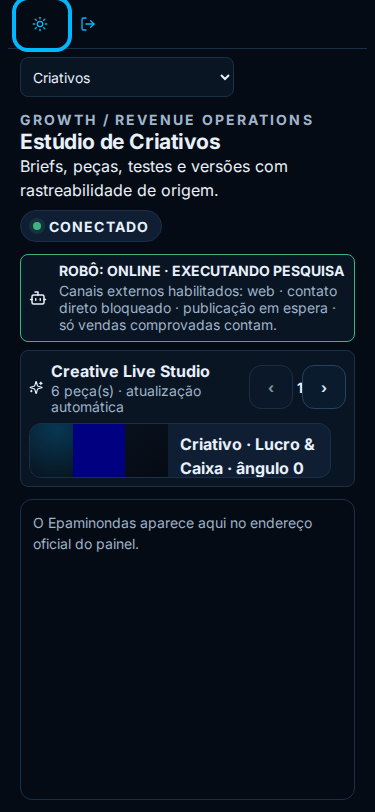 Criativos
GROWTH / REVENUE OPERATIONS
Estúdio de Criativos
Briefs, peças, testes e versões com
rastreabilidade de origem.
CONECTADO
ROBÔ: ONLINE · EXECUTANDO PESQUISA
Canais externos habilitados: web · contato
direto bloqueado · publicação em espera ·
só vendas comprovadas contam.
Creative Live Studio
6 peça(s) · atualização
automática
‹ 1 ›
Criativo · Lucro &
Caixa · ângulo 0
O Epaminondas aparece aqui no endereço
oficial do painel.